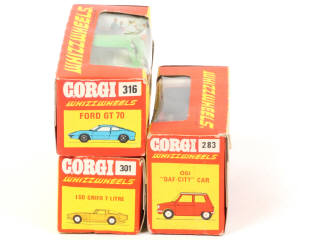 WHIZZWHEELS
CORGI 316
WHIZZWHEELS
FORD GT 70
WHIZZWHEELS
CORGI 301
WHIZZWHEELS
ISO GRIFO 7 LITRE
WHIZZWHEELS
CORGI 283
WHIZZWHEELS
OSI
"DAF CITY" CAR